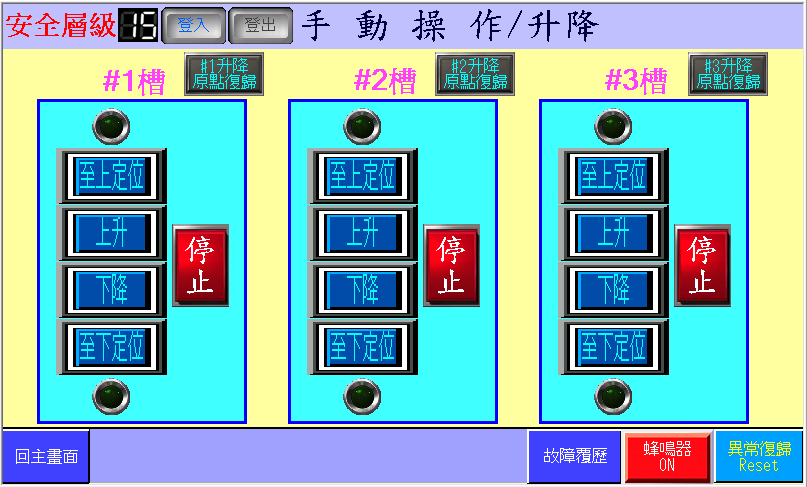 安全層級 15 登入 登出 手動操作/升降
#1槽 #1升降
原點復歸
#2槽 #2升降
原點復歸
#3槽 #3升降
原點復歸
至上定位
上升
下降
至下定位
停
止
至上定位
上升
下降
至下定位
停
止
至上定位
上升
下降
至下定位
停
止
回主畫面
故障覆歷
蜂鳴器
ON
異常復歸
Reset